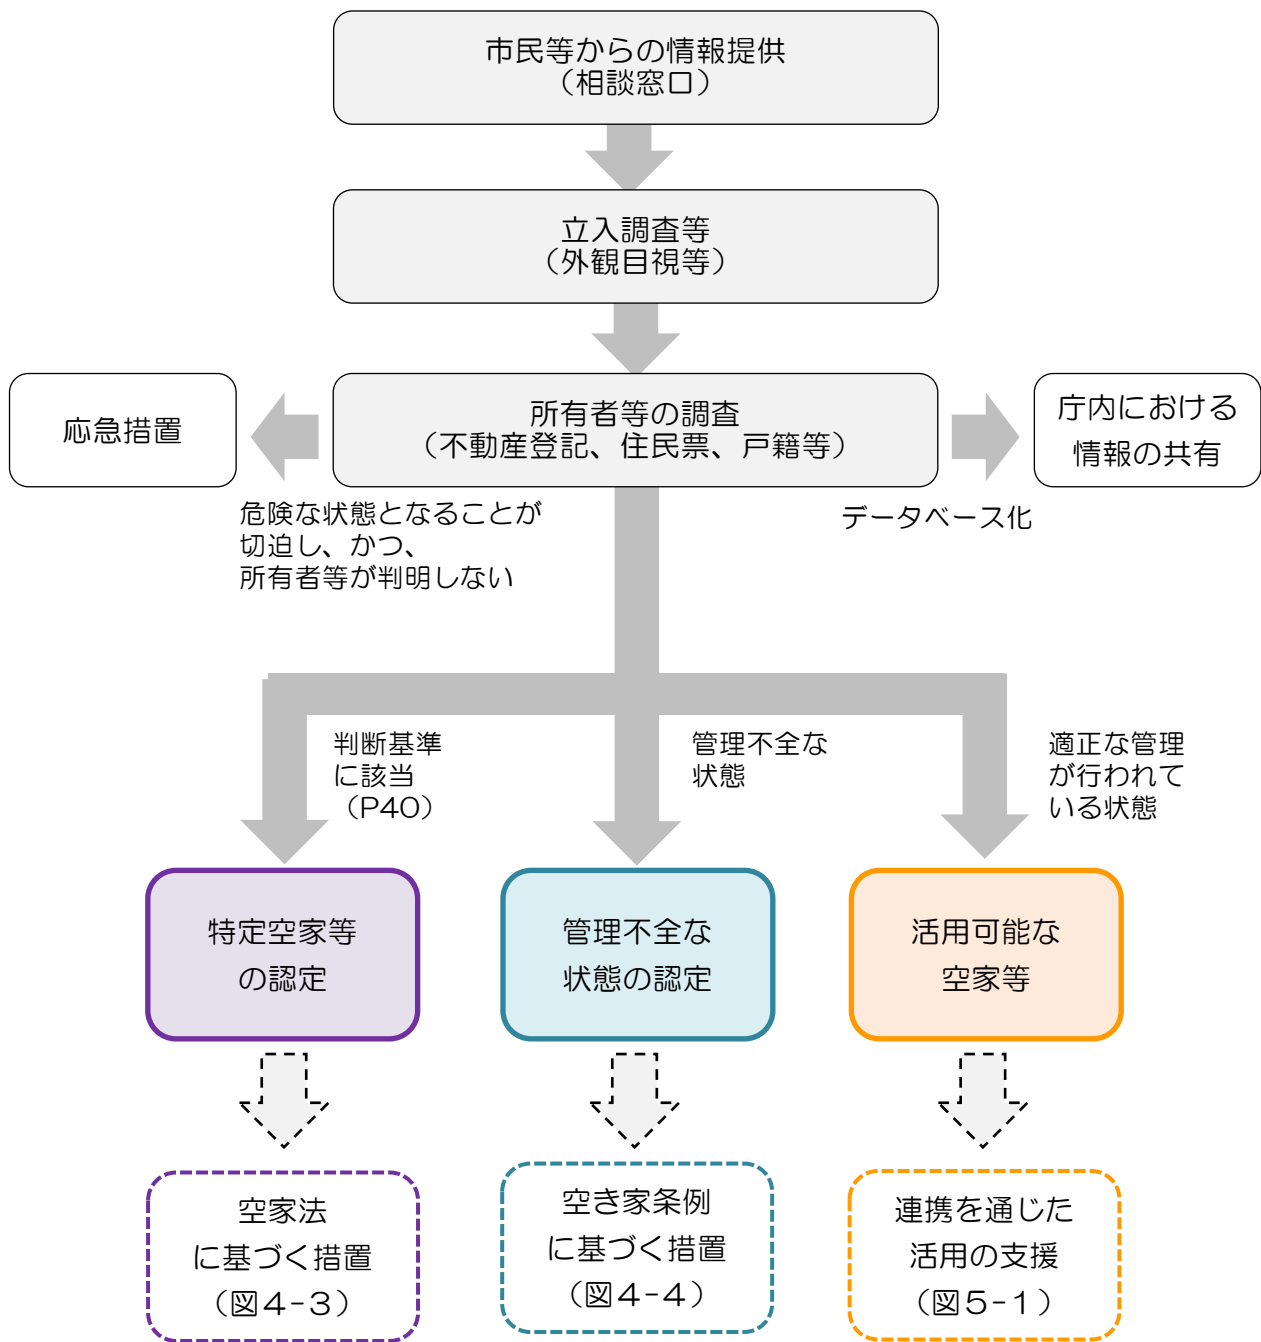 市民等からの情報提供
（相談窓口）
立入調査等
（外観目視等）
応急措置
所有者等の調査
（不動産登記、住民票、戸籍等）
庁内における
情報の共有
危険な状態となることが
切迫し、かつ、
所有者等が判明しない
データベース化
判断基準
に該当
（P40）
管理不全な
状態
適正な管理
が行われて
いる状態
特定空家等
の認定
管理不全な
状態の認定
活用可能な
空家等
空家法
に基づく措置
（図4-3）
空き家条例
に基づく措置
（図4-4）
連携を通じた
活用の支援
（図5-1）